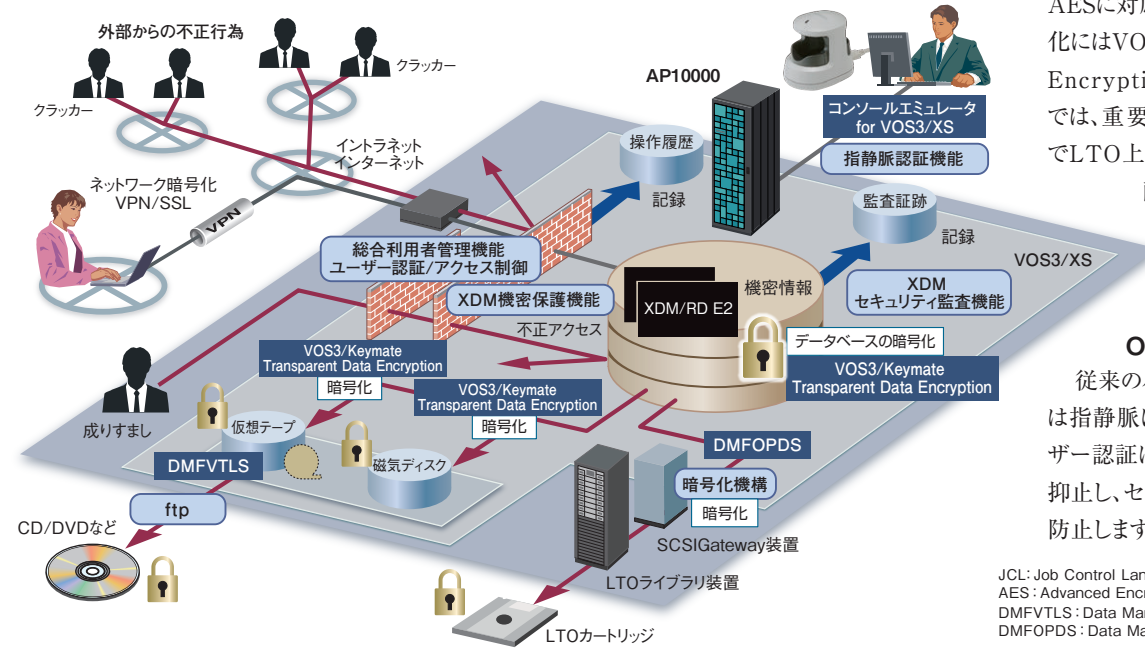 外部からの不正行為
クラッカー
クラッカー
イントラネット
インターネット
ネットワーク暗号化
VPN/SSL
VPN
AP10000
コンソールエミュレータ
for VOS3/XS
指静脈認証機能
操作履歴
記録
監査証跡
記録
VOS3/XS
総合利用者管理機能
ユーザー認証/アクセス制御
XDM機密保護機能
不正アクセス
機密情報
XDM/RD E2
XDM
セキュリティ監査機能
データベースの暗号化
VOS3/Keymate
Transparent Data Encryption
VOS3/Keymate
Transparent Data Encryption
暗号化
VOS3/Keymate
Transparent Data Encryption
暗号化
成りすまし
仮想テープ
磁気ディスク
DMFVTLS
ftp
CD/DVDなど
DMFOPDS
暗号化機構
暗号化
SCSIGateway装置
LTOライブラリ装置
LTOカートリッジ
AESに対
化にはVO
Encrypti
では、重要
でLTO上
従来の
は指静脈
ザー認証
抑止し、セ
防止します
JCL：Job Control Lan
AES：Advanced Encr
DMFVTLS：Data Ma
DMFOPDS：Data Ma